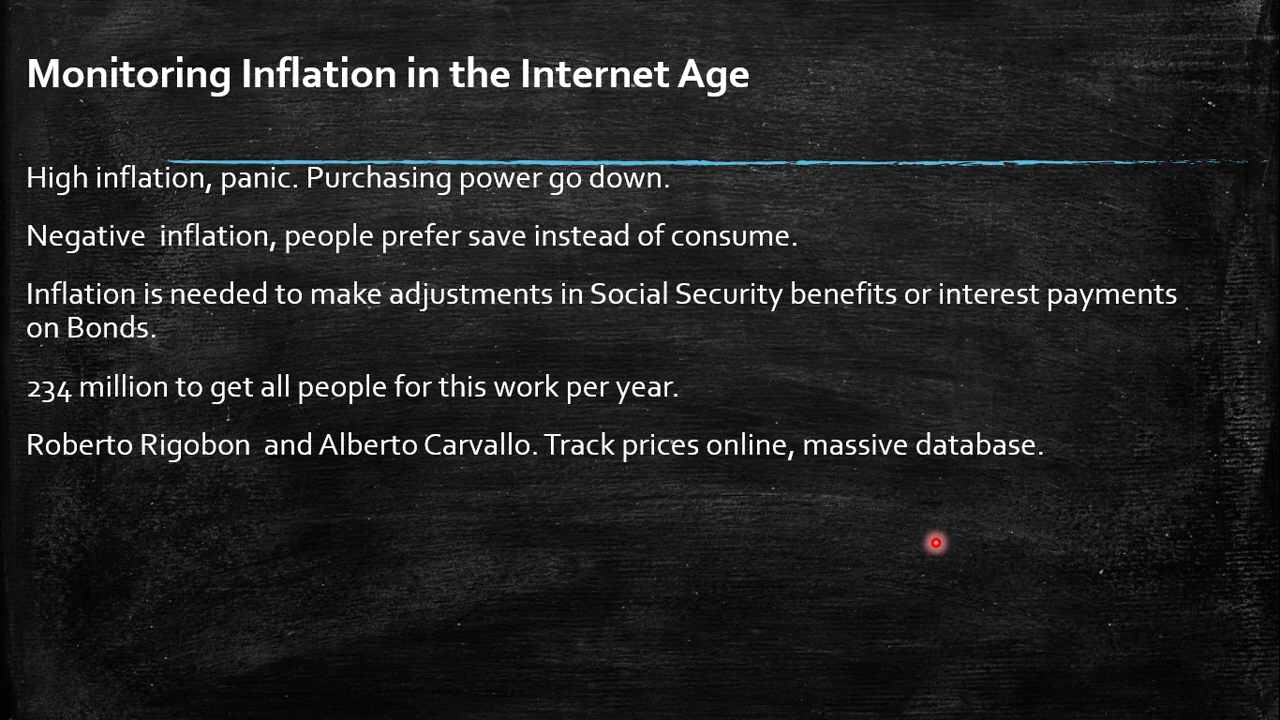 Monitoring Inflation in the Internet Age
High inflation, panic. Purchasing power go down.
Negative  inflation, people prefer save instead of consume.
Inflation is needed to make adjustments in Social Security benefits or interest payments
on Bonds.
234 million to get all people for this work per year.
Roberto Rigobon  and Alberto Carvallo. Track prices online, massive database.